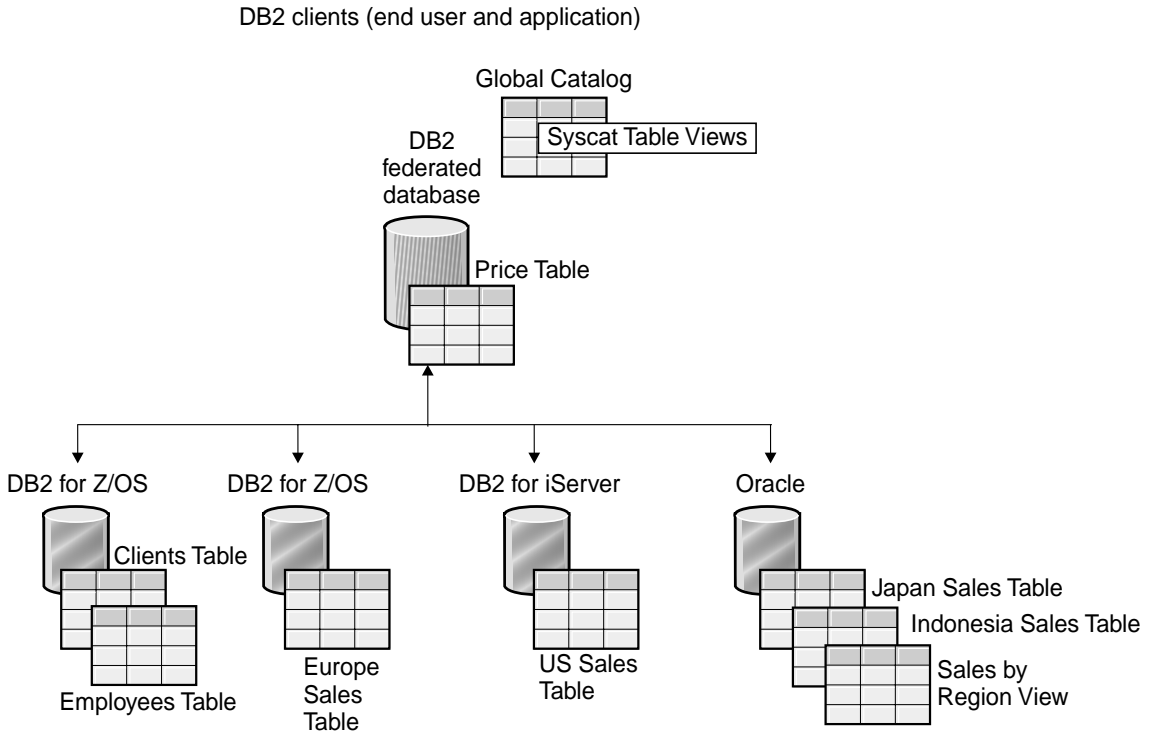 DB2 clients (end user and application)
Global Catalog
Syscat Table Views
DB2
federated
database
Price Table
DB2 for Z/OS
DB2 for Z/OS
DB2 for iServer
Oracle
Clients Table
Employees Table
Europe
Sales
Table
US Sales
Table
Japan Sales Table
Indonesia Sales Table
Sales by
Region View